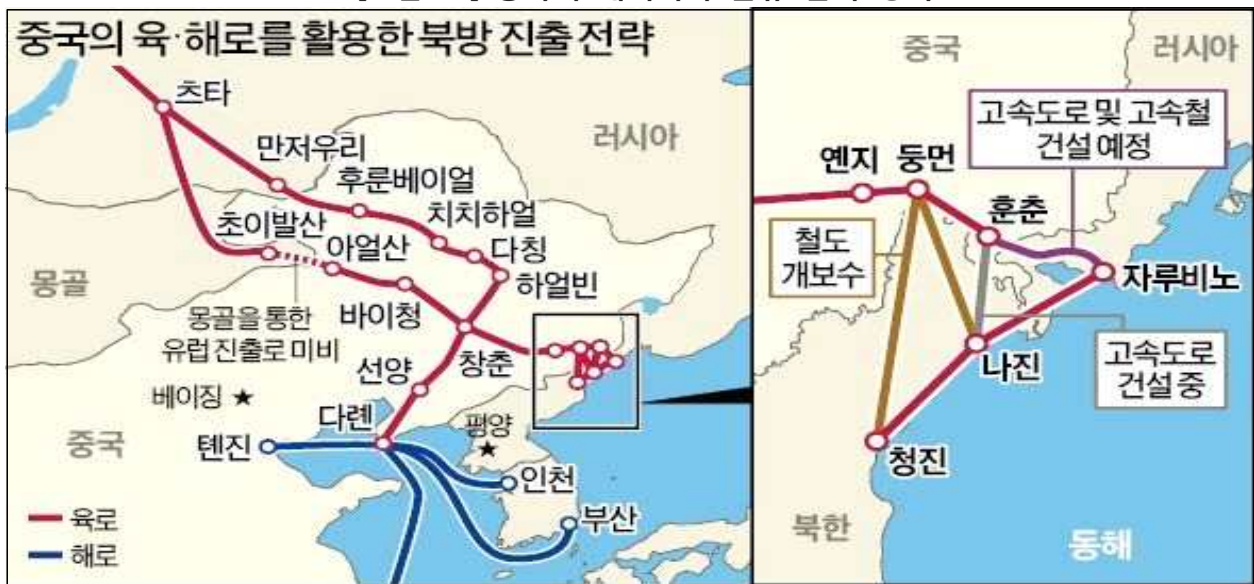 중국의 육·해로를 활용한 북방 진출 전략
츠타
만저우리
후룬베이얼
치치하얼
다칭
하얼빈
러시아
초이발산
아얼산
바이청
창춘
몽골
몽골을 통한
유럽 진출로 미비
선양
베이징 ★
다롄
평양
★
중국
톈진
인천
부산
육로
해로
중국
러시아
고속도로 및 고속철
건설 예정
옌지
둥먼
훈춘
철도
개보수
자루비노
나진
고속도로
건설 중
청진
북한
동해